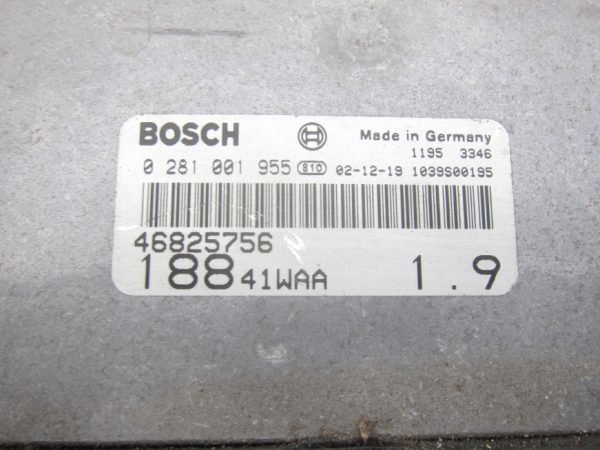 BOSCH Made in Germany
1195 3346
0 281 001 955 810 02-12-19 1039S00195
46825756
188 41WAA 1.9